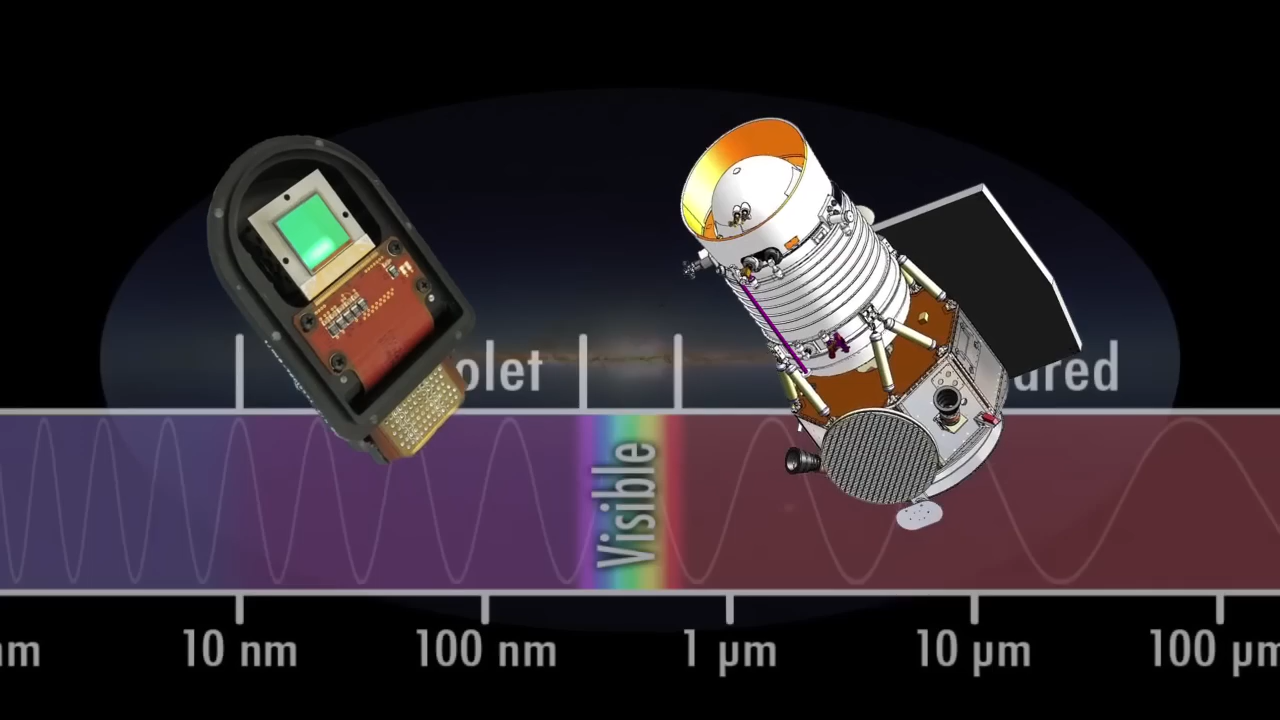 olet
ared
Visible
nm
10 nm
100 nm
1 µm
10 µm
100 µm